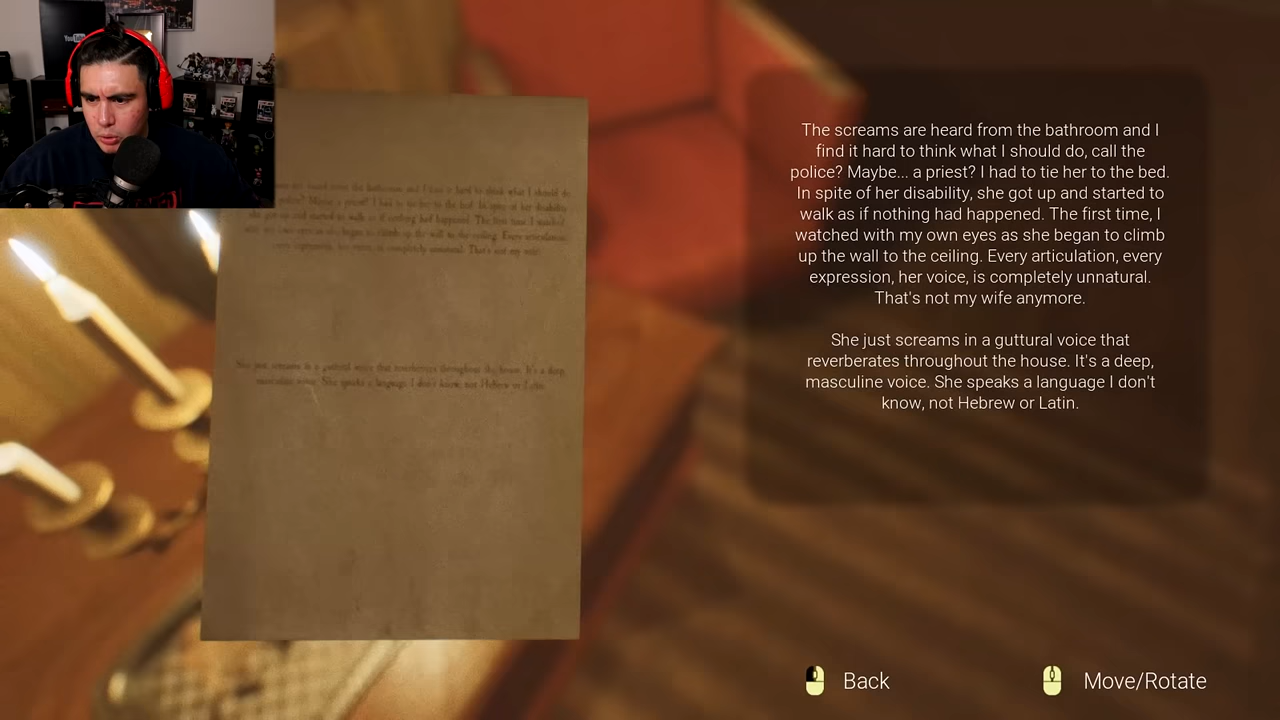 The screams are heard from the bathroom and I
find it hard to think what I should do, call the
police? Maybe... a priest? I had to tie her to the bed.
In spite of her disability, she got up and started to
walk as if nothing had happened. The first time, I
watched with my own eyes as she began to climb
up the wall to the ceiling. Every articulation, every
expression, her voice, is completely unnatural.
That's not my wife anymore.
She just screams in a guttural voice that
reverberates throughout the house. It's a deep,
masculine voice. She speaks a language I don't
know, not Hebrew or Latin.
Back
Move/Rotate